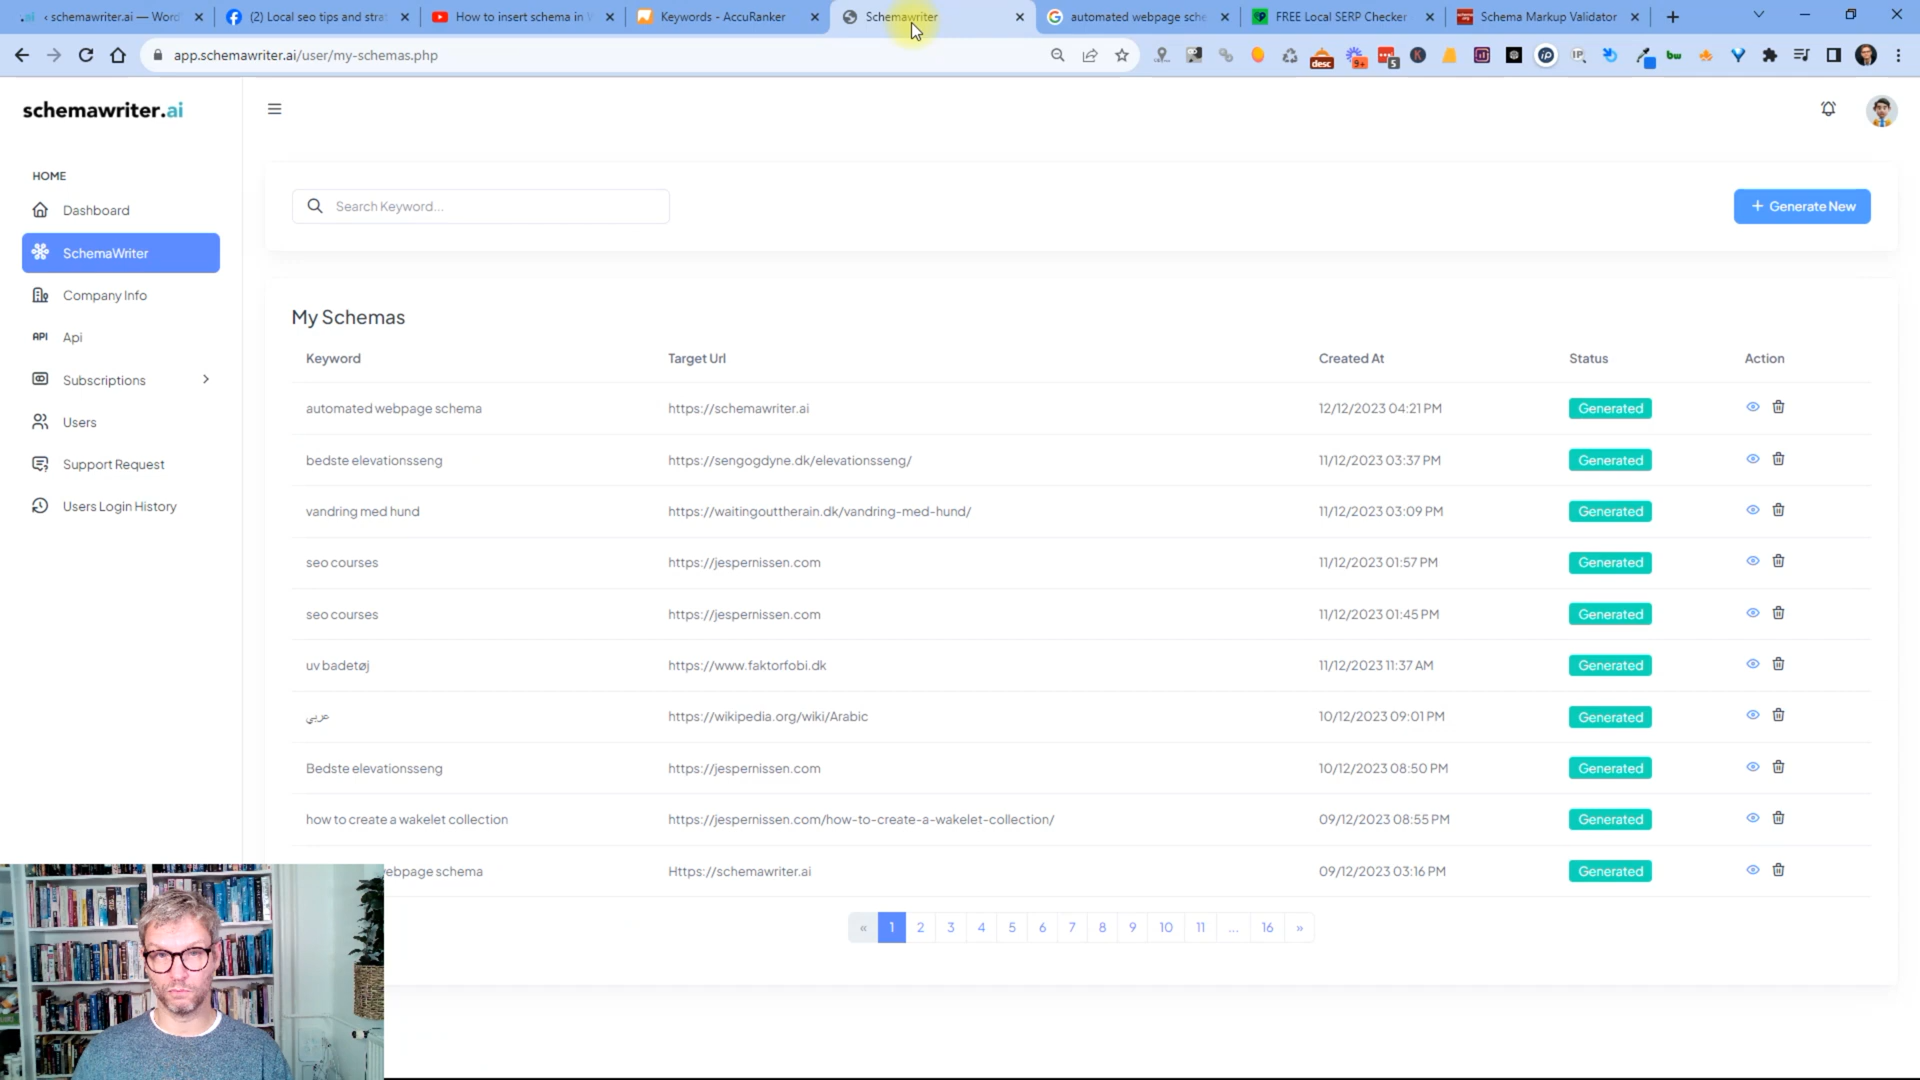 .ai ‹ schemawriter.ai — Word
(2) Local seo tips and strat
How to insert schema in W
Keywords - AccuRanker
Schemawriter
automated webpage sche
FREE Local SERP Checker
Schema Markup Validator
app.schemawriter.ai/user/my-schemas.php
desc
9+
5
iP
IP
bw
schemawriter.ai
HOME
Dashboard
SchemaWriter
Company Info
API Api
Subscriptions
Users
Support Request
Users Login History
Search Keyword...
+ Generate New
My Schemas
Keyword Target Url Created At Status Action
automated webpage schema https://schemawriter.ai 12/12/2023 04:21 PM Generated
bedste elevationsseng https://sengogdyne.dk/elevationsseng/ 11/12/2023 03:37 PM Generated
vandring med hund https://waitingouttherain.dk/vandring-med-hund/ 11/12/2023 03:09 PM Generated
seo courses https://jespernissen.com 11/12/2023 01:57 PM Generated
seo courses https://jespernissen.com 11/12/2023 01:45 PM Generated
uv badetøj https://www.faktorfobi.dk 11/12/2023 11:37 AM Generated
عربي https://wikipedia.org/wiki/Arabic 10/12/2023 09:01 PM Generated
Bedste elevationsseng https://jespernissen.com 10/12/2023 08:50 PM Generated
how to create a wakelet collection https://jespernissen.com/how-to-create-a-wakelet-collection/ 09/12/2023 08:55 PM Generated
ebpage schema Https://schemawriter.ai 09/12/2023 03:16 PM Generated
« 1 2 3 4 5 6 7 8 9 10 11 ... 16 »